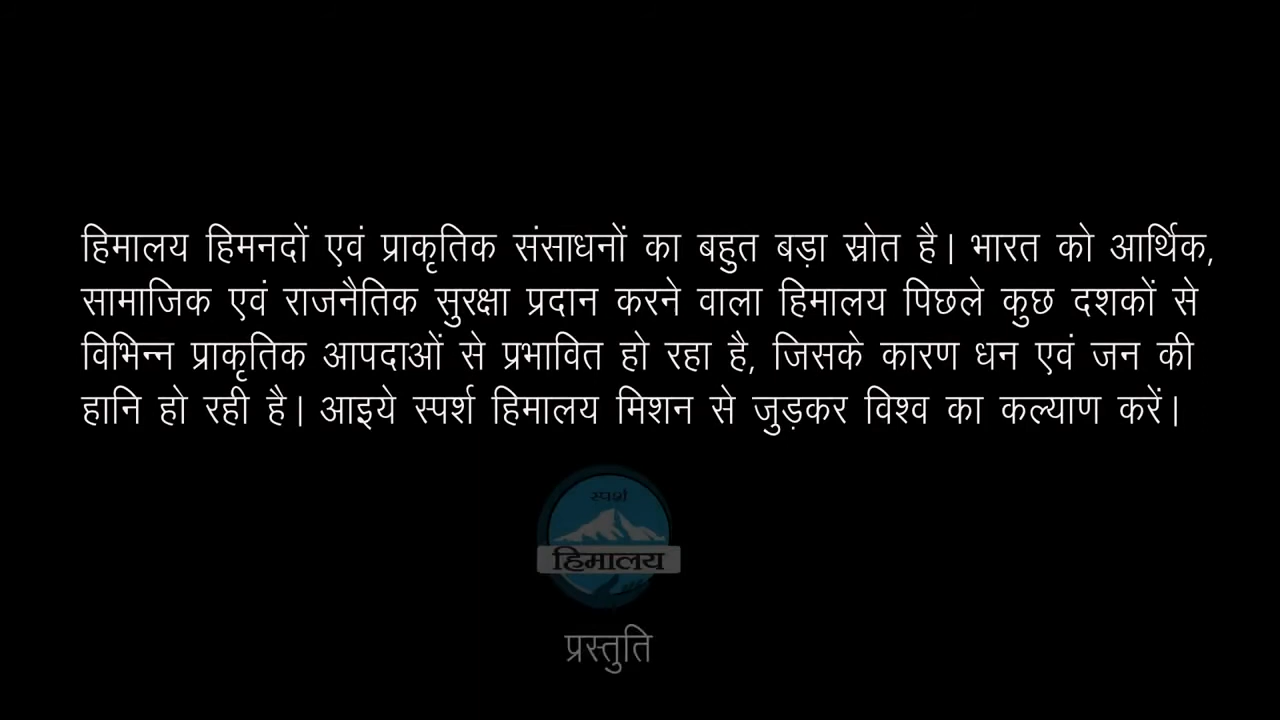 हिमालय हिमनदों एवं प्राकृतिक संसाधनों का बहुत बड़ा स्रोत है। भारत को आर्थिक,
सामाजिक एवं राजनैतिक सुरक्षा प्रदान करने वाला हिमालय पिछले कुछ दशकों से
विभिन्न प्राकृतिक आपदाओं से प्रभावित हो रहा है, जिसके कारण धन एवं जन की
हानि हो रही है। आइये स्पर्श हिमालय मिशन से जुड़कर विश्व का कल्याण करें।
स्पर्श
हिमालय
प्रस्तुति